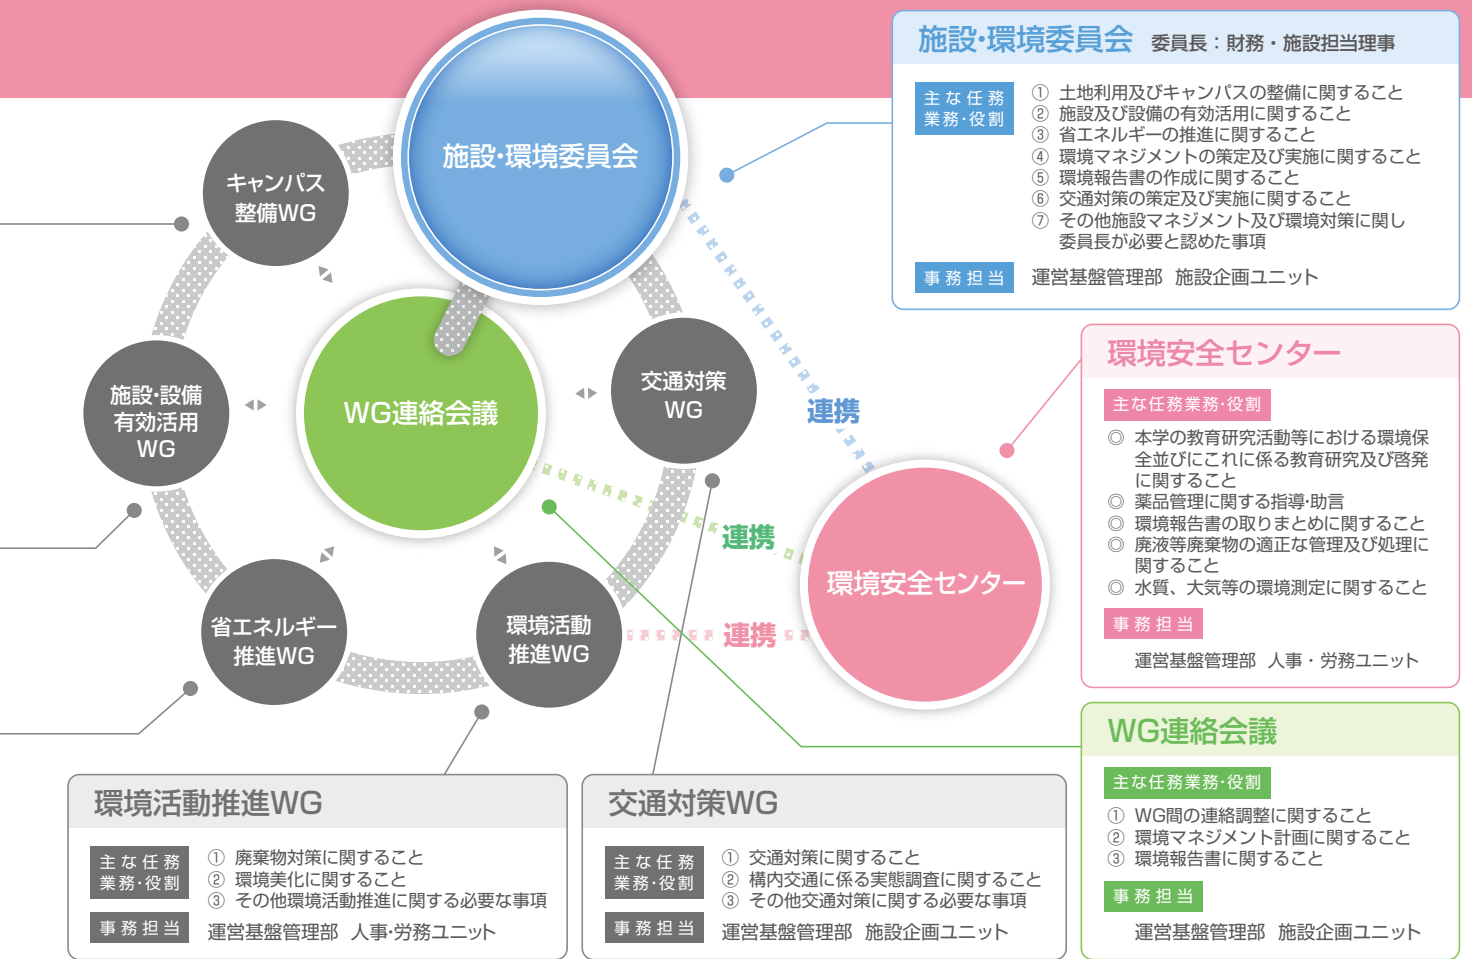 施設・環境委員会
キャンパス
整備WG
施設・設備
有効活用
WG
WG連絡会議
交通対策
WG
省エネルギー
推進WG
環境活動
推進WG
連携
連携
連携
環境安全センター
施設・環境委員会 委員長：財務・施設担当理事
主な任務
業務・役割
① 土地利用及びキャンパスの整備に関すること
② 施設及び設備の有効活用に関すること
③ 省エネルギーの推進に関すること
④ 環境マネジメントの策定及び実施に関すること
⑤ 環境報告書の作成に関すること
⑥ 交通対策の策定及び実施に関すること
⑦ その他施設マネジメント及び環境対策に関し
委員長が必要と認めた事項
事務担当 運営基盤管理部 施設企画ユニット
環境安全センター
主な任務業務・役割
◎ 本学の教育研究活動等における環境保
全並びにこれに係る教育研究及び啓発
に関すること
◎ 薬品管理に関する指導・助言
◎ 環境報告書の取りまとめに関すること
◎ 廃液等廃棄物の適正な管理及び処理に
関すること
◎ 水質、大気等の環境測定に関すること
事務担当
運営基盤管理部 人事・労務ユニット
WG連絡会議
主な任務業務・役割
① WG間の連絡調整に関すること
② 環境マネジメント計画に関すること
③ 環境報告書に関すること
事務担当
運営基盤管理部 施設企画ユニット
環境活動推進WG
主な任務
業務・役割
① 廃棄物対策に関すること
② 環境美化に関すること
③ その他環境活動推進に関する必要な事項
事務担当 運営基盤管理部 人事・労務ユニット
交通対策WG
主な任務
業務・役割
① 交通対策に関すること
② 構内交通に係る実態調査に関すること
③ その他交通対策に関する必要な事項
事務担当 運営基盤管理部 施設企画ユニット